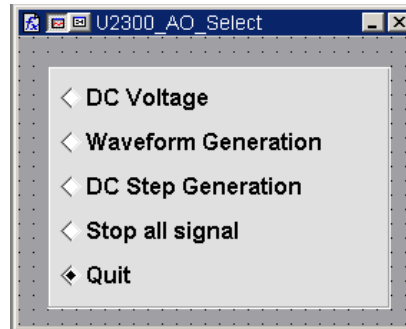 U2300_AO_Select
DC Voltage
Waveform Generation
DC Step Generation
Stop all signal
Quit